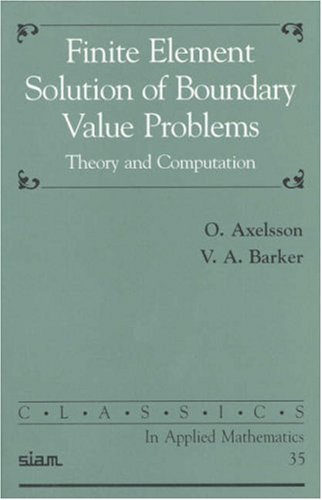 Finite Element
Solution of Boundary
Value Problems
Theory and Computation
O. Axelsson
V. A. Barker
C•L•A•S•S•I•C•S
In Applied Mathematics
siam.
35